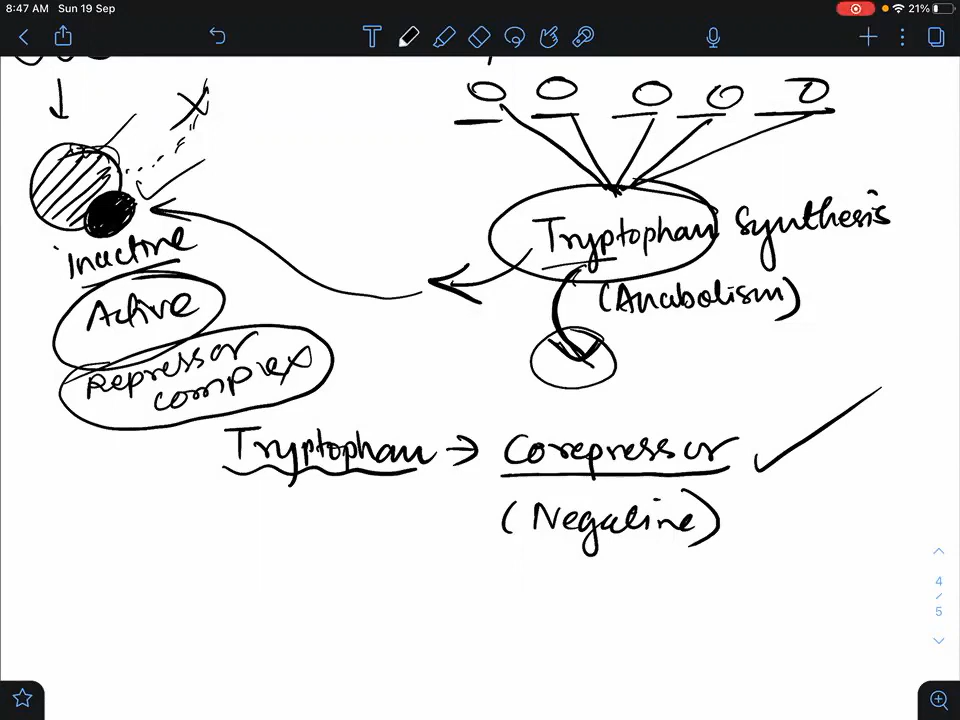 8:47 AM Sun 19 Sep
21%
T
inactive
Active
Repressor
complex
Tryptophan Synthesis
(Anabolism)
Tryptophan → Corepressor ✓
(Negative)
4
/
5